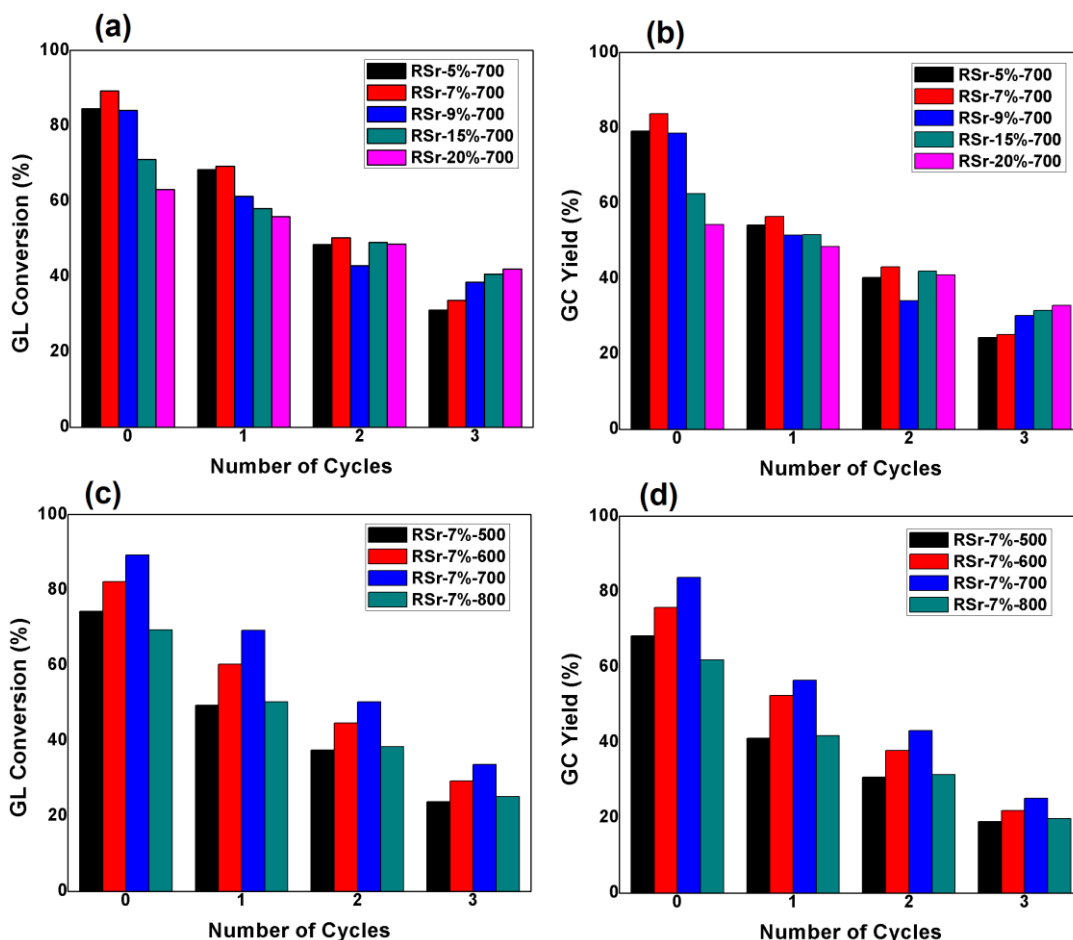 (a)
GL Conversion (%)
100
80
60
40
20
0
RSr-5%-700
RSr-7%-700
RSr-9%-700
RSr-15%-700
RSr-20%-700
0 1 2 3
Number of Cycles
(b)
GC Yield (%)
100
80
60
40
20
0
RSr-5%-700
RSr-7%-700
RSr-9%-700
RSr-15%-700
RSr-20%-700
0 1 2 3
Number of Cycles
(c)
GL Conversion (%)
100
80
60
40
20
0
RSr-7%-500
RSr-7%-600
RSr-7%-700
RSr-7%-800
0 1 2 3
Number of Cycles
(d)
GC Yield (%)
100
80
60
40
20
0
RSr-7%-500
RSr-7%-600
RSr-7%-700
RSr-7%-800
0 1 2 3
Number of Cycles